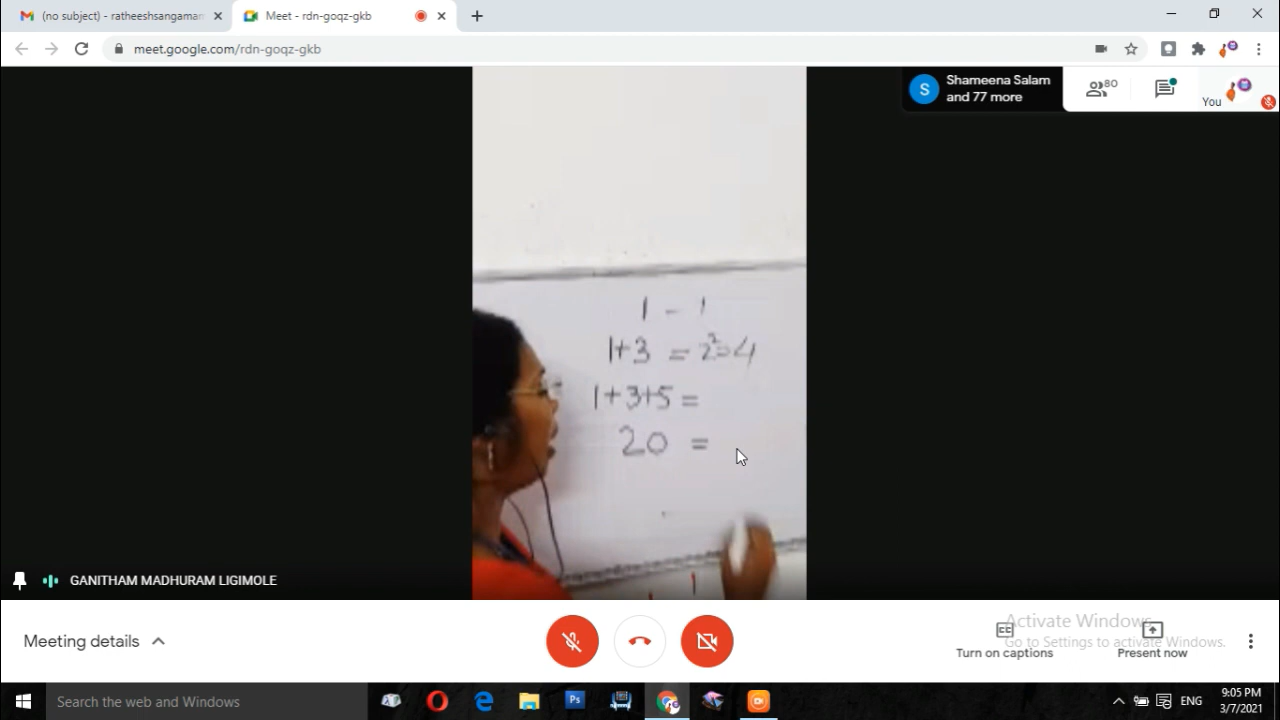 (no subject) - ratheeshsangamam
Meet - rdn-goqz-gkb
meet.google.com/rdn-goqz-gkb
S
Shameena Salam
and 77 more
80
You
1 - 1
1+3 = 2²=4
1+3+5 =
20 =
GANITHAM MADHURAM LIGIMOLE
Meeting details
Turn on captions
Present now
Activate Windows
Go to Settings to activate Windows.
Search the web and Windows
ENG
9:05 PM
3/7/2021